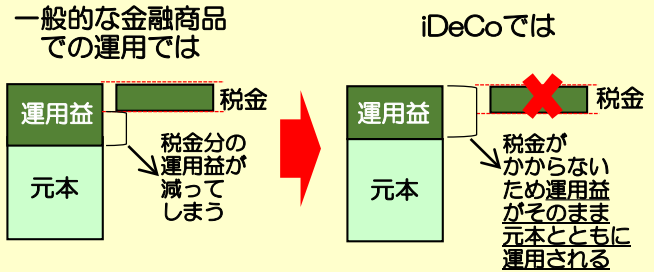 一般的な金融商品
での運用では
運用益
元本
税金
税金分の
運用益が
減って
しまう
iDeCoでは
運用益
元本
税金
税金が
かからない
ため運用益
がそのまま
元本とともに
運用される